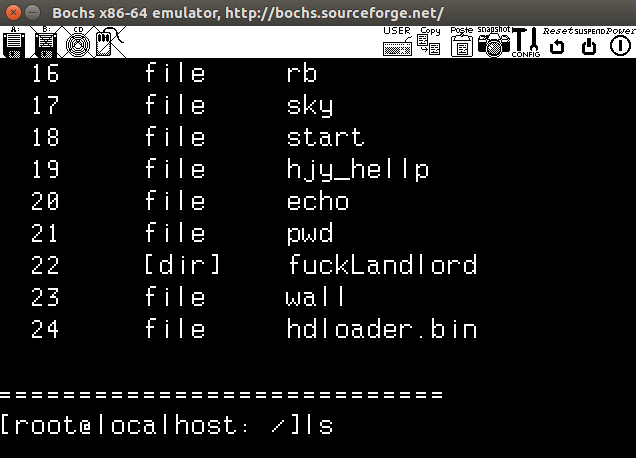 Bochs x86-64 emulator, http://bochs.sourceforge.net/
A: B: CD USER Copy Paste Snapshot CONFIG Reset SUSPEND Power
16 file rb
17 file sky
18 file start
19 file hjy_hellp
20 file echo
21 file pwd
22 [dir] fuckLandlord
23 file wall
24 file hdloader.bin
============================
[root@localhost: /]ls